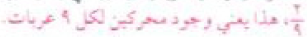 ٢/٩، هذا يعني وجود محركين لكل ٩ عربات.